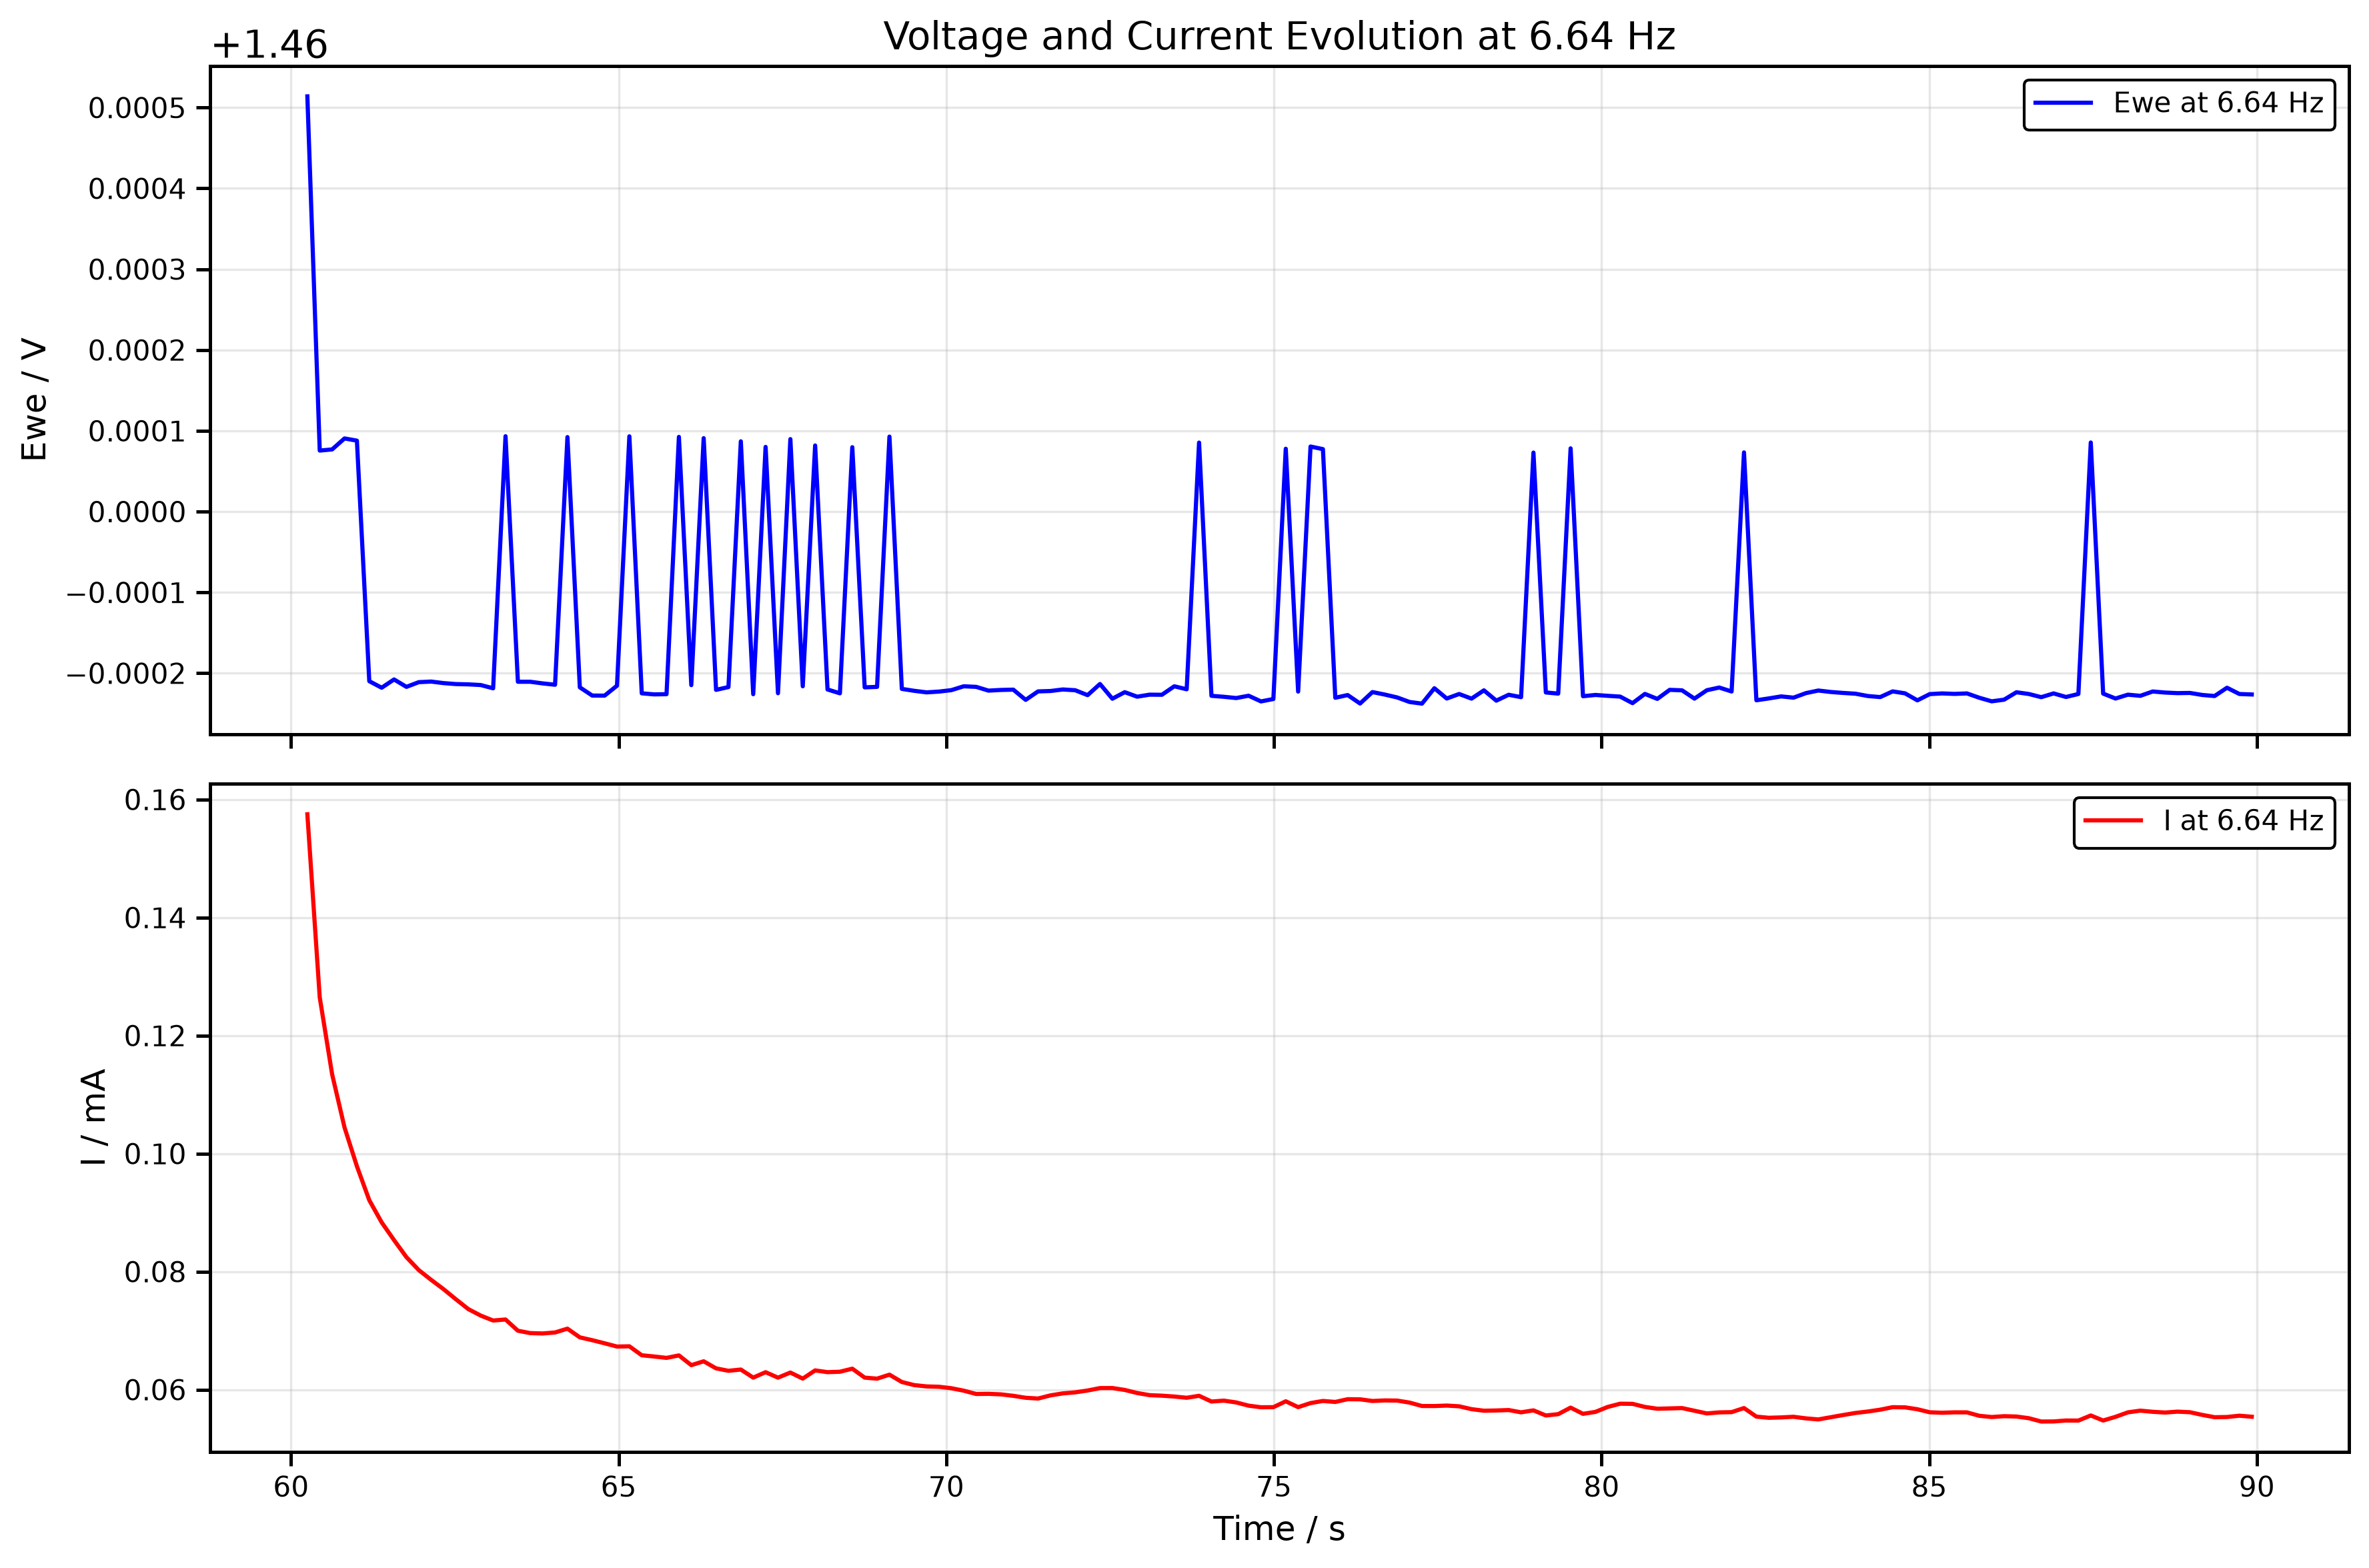 Voltage and Current Evolution at 6.64 Hz
+1.46
Ewe at 6.64 Hz
Ewe / V
0.0005
0.0004
0.0003
0.0002
0.0001
0.0000
−0.0001
−0.0002
I at 6.64 Hz
I / mA
0.16
0.14
0.12
0.10
0.08
0.06
60 65 70 75 80 85 90
Time / s